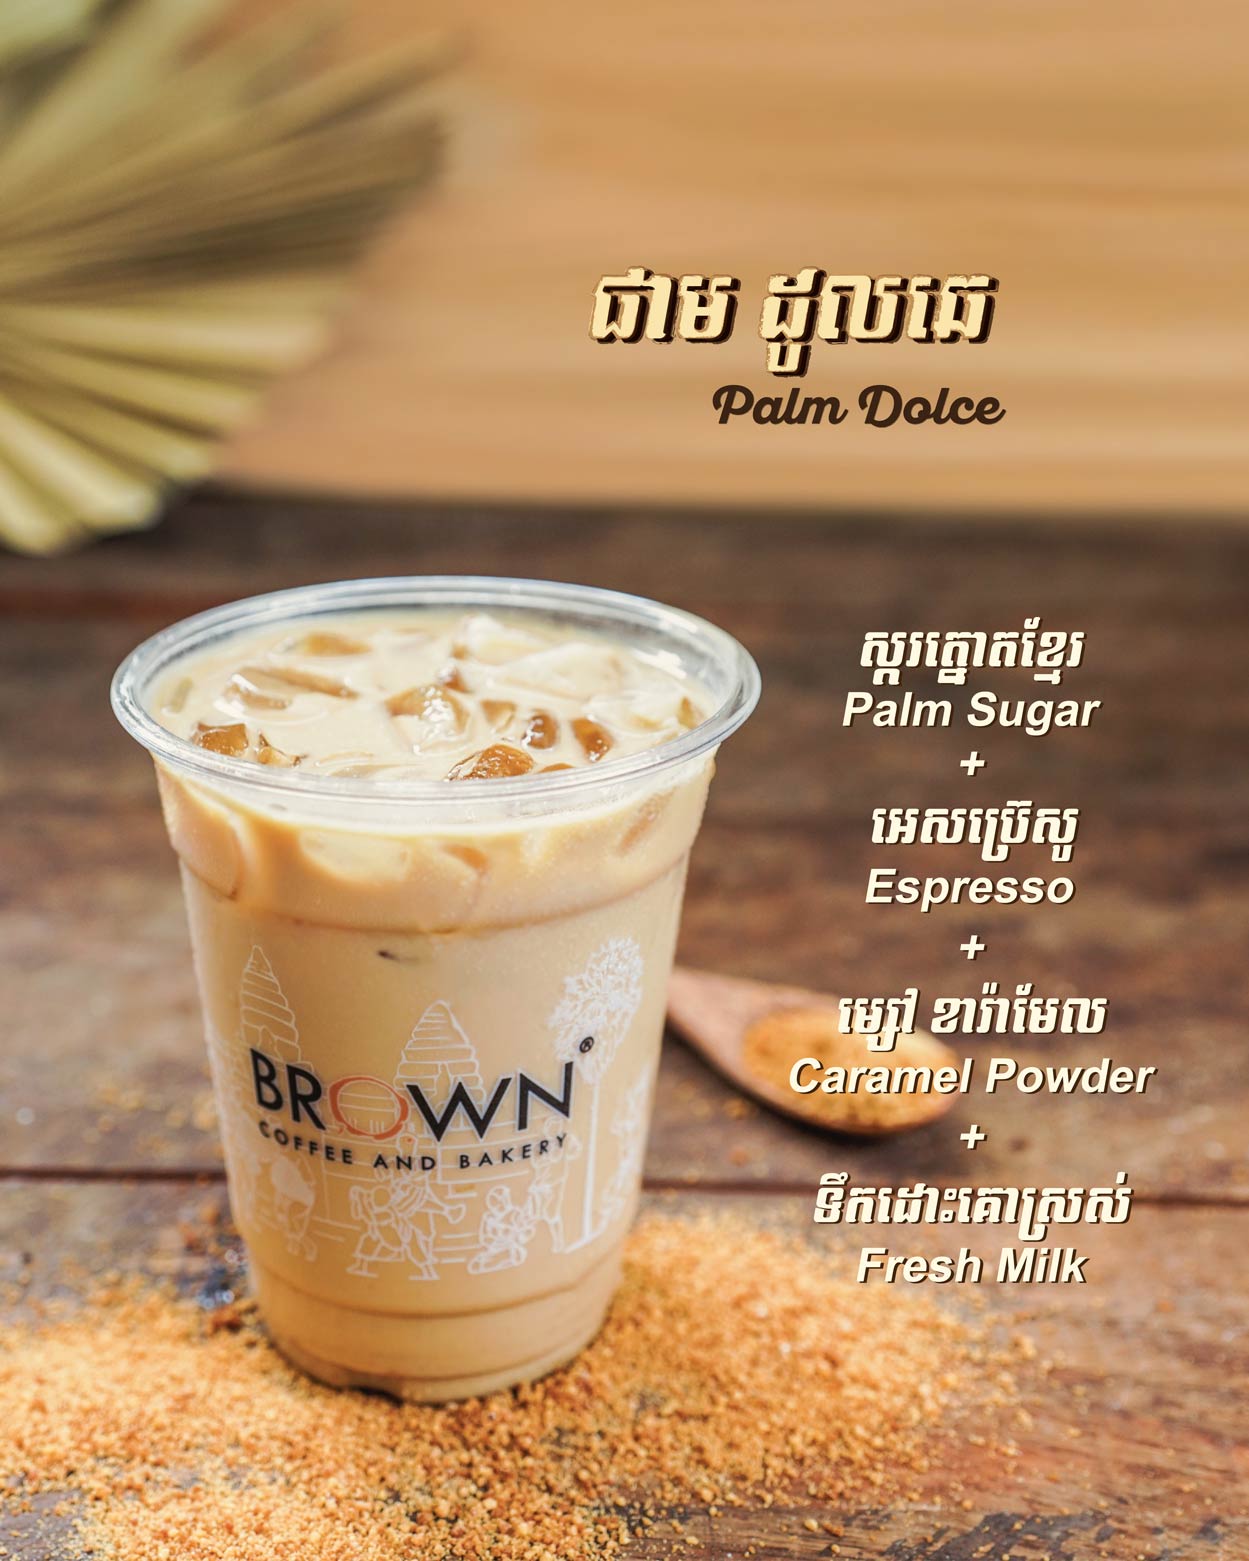 ផាម ដូលឆេ
Palm Dolce
ស្ករត្នោតខ្មែរ
Palm Sugar
+
អេសប្រ៊េសូ
Espresso
+
ម្សៅ ខារ៉ាមែល
Caramel Powder
+
ទឹកដោះគោស្រស់
Fresh Milk
BROWN®
COFFEE AND BAKERY